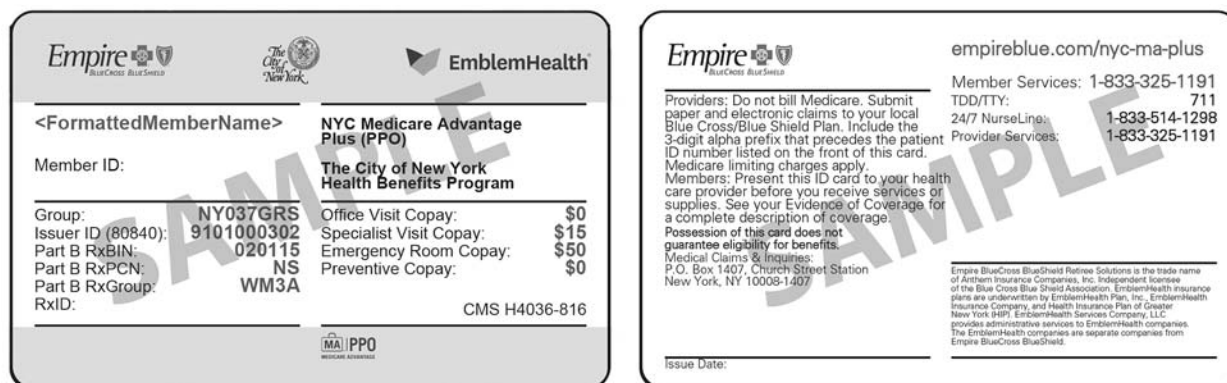 Empire
BLUECROSS BLUESHIELD
The
City of
New York
EmblemHealth®
<FormattedMemberName>
Member ID:
NYC Medicare Advantage
Plus (PPO)
The City of New York
Health Benefits Program
Group: NY037GRS
Issuer ID (80840): 9101000302
Part B RxBIN: 020115
Part B RxPCN: NS
Part B RxGroup: WM3A
RxID:
Office Visit Copay: $0
Specialist Visit Copay: $15
Emergency Room Copay: $50
Preventive Copay: $0
CMS H4036-816
MA PPO
MEDICARE ADVANTAGE
SAMPLE
Empire
BLUECROSS BLUESHIELD
Providers: Do not bill Medicare. Submit
paper and electronic claims to your local
Blue Cross/Blue Shield Plan. Include the
3-digit alpha prefix that precedes the patient
ID number listed on the front of this card.
Medicare limiting charges apply.
Members: Present this ID card to your health
care provider before you receive services or
supplies. See your Evidence of Coverage for
a complete description of coverage.
Possession of this card does not
guarantee eligibility for benefits.
Medical Claims & Inquiries:
P.O. Box 1407, Church Street Station
New York, NY 10008-1407
Issue Date:
empireblue.com/nyc-ma-plus
Member Services: 1-833-325-1191
TDD/TTY: 711
24/7 NurseLine: 1-833-514-1298
Provider Services: 1-833-325-1191
Empire BlueCross BlueShield Retiree Solutions is the trade name
of Anthem Insurance Companies, Inc. Independent licensee
of the Blue Cross Blue Shield Association. EmblemHealth insurance
plans are underwritten by EmblemHealth Plan, Inc., EmblemHealth
Insurance Company, and Health Insurance Plan of Greater
New York (HIP). EmblemHealth Services Company, LLC
provides administrative services to EmblemHealth companies.
The EmblemHealth companies are separate companies from
Empire BlueCross BlueShield.
SAMPLE